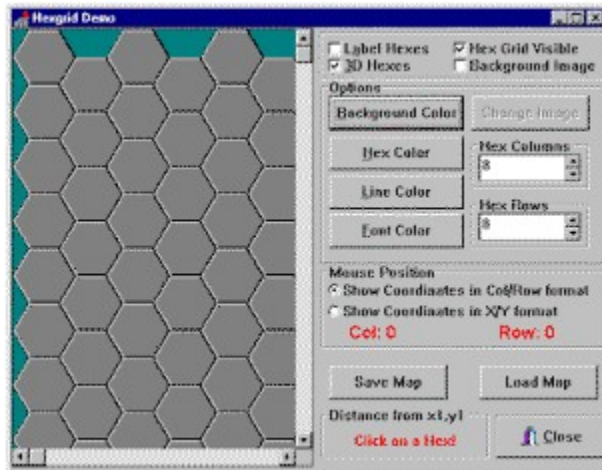 Hexgrid Demo
Label Hexes
Hex Grid Visible
3D Hexes
Background Image
Options
Background Color
Change Image
Hex Color
Hex Columns
8
Line Color
Hex Rows
8
Font Color
Mouse Position
Show Coordinates in Col/Row format
Show Coordinates in X/Y format
Col: 0
Row: 0
Save Map
Load Map
Distance from x1,y1
Click on a Hex!
Close